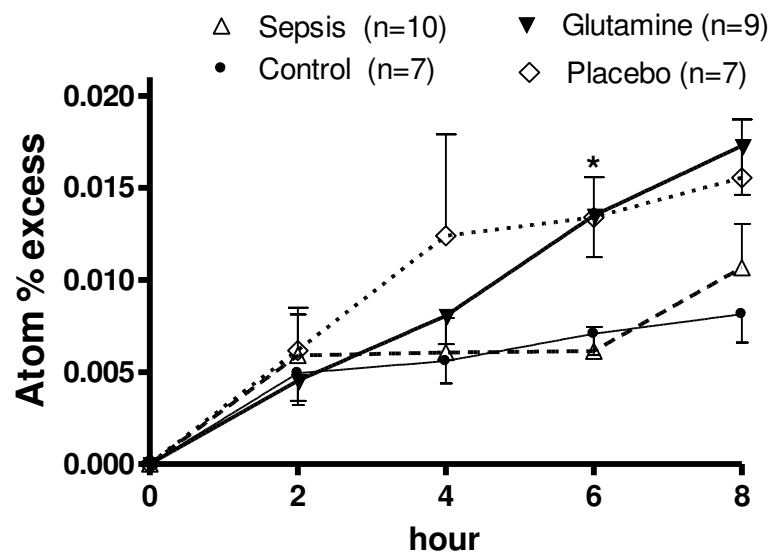 Sepsis (n=10)
Glutamine (n=9)
Control (n=7)
Placebo (n=7)
Atom % excess
0.020
0.015
0.010
0.005
0.000
*
0 2 4 6 8
hour